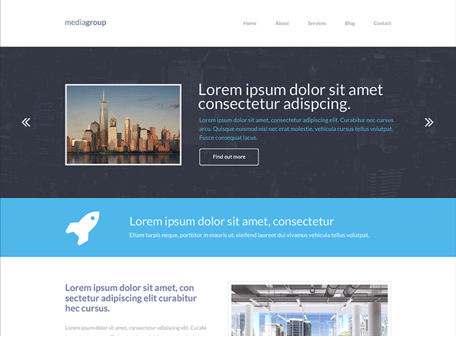 mediagroup
Home About Services Blog Contact
Lorem ipsum dolor sit amet
consectetur adispcing.
Lorem ipsum dolor sit amet, consectetur adipiscing elit. Curabitur nec cursus
arcu. Quisque euismod nisl nec erat molestie, vehicula cursus tellus volutpat.
Fusce consequat lacus.
Find out more
Lorem ipsum dolor sit amet, consectetur
Etiam turpis neque, porttitor in mauris ut, eleifend laoreet dui vivamus vehicula tellus volutpat.
Lorem ipsum dolor sit amet, con
sectetur adipiscing elit curabitur
hec cursus.
Lorem ipsum dolor sit amet, consectetur adipiscing elit. Curabi